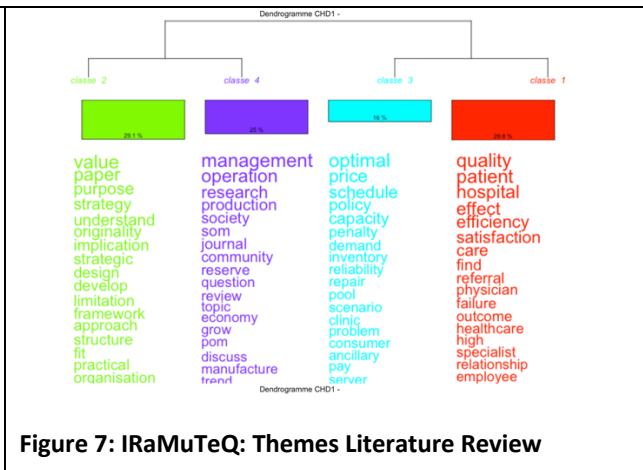 Dendrogramme CHD1 -
classe 2
classe 4
classe 3
classe 1
29.1 %
25 %
16 %
29.8 %
value
paper
purpose
strategy
understand
originality
implication
strategic
design
develop
limitation
framework
approach
structure
fit
practical
organisation
management
operation
research
production
society
som
journal
community
reserve
question
review
topic
economy
grow
pom
discuss
manufacture
trend
optimal
price
schedule
policy
capacity
penalty
demand
inventory
reliability
repair
pool
scenario
clinic
problem
consumer
ancillary
pay
server
quality
patient
hospital
effect
efficiency
satisfaction
care
find
referral
physician
failure
outcome
healthcare
high
specialist
relationship
employee
Dendrogramme CHD1 -
Figure 7: IRaMuTeQ: Themes Literature Review